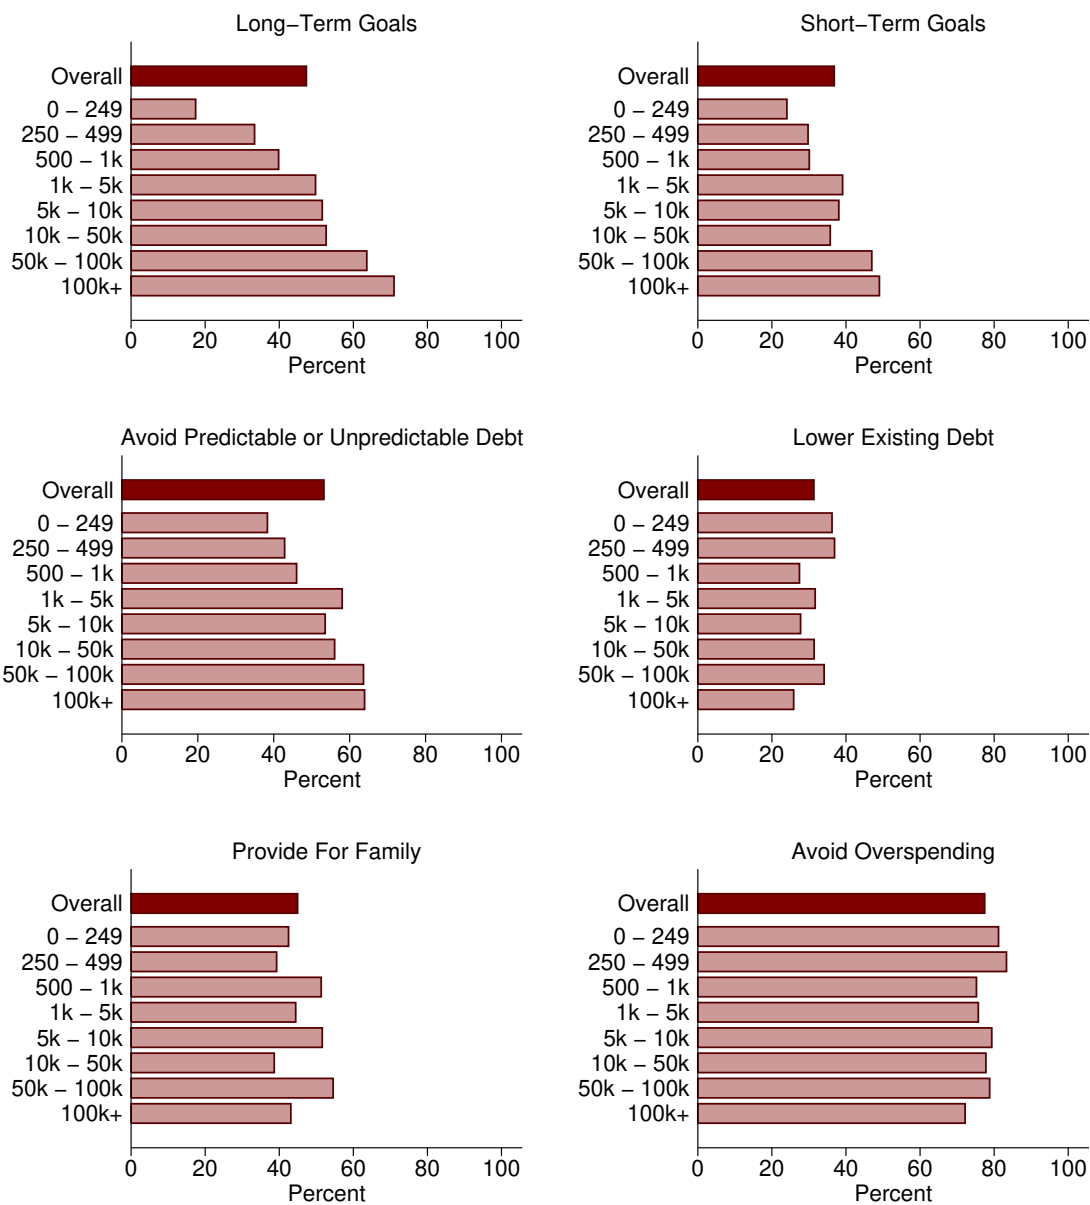 Long−Term Goals
Overall
0 − 249
250 − 499
500 − 1k
1k − 5k
5k − 10k
10k − 50k
50k − 100k
100k+
0 20 40 60 80 100
Percent
Short−Term Goals
Overall
0 − 249
250 − 499
500 − 1k
1k − 5k
5k − 10k
10k − 50k
50k − 100k
100k+
0 20 40 60 80 100
Percent
Avoid Predictable or Unpredictable Debt
Overall
0 − 249
250 − 499
500 − 1k
1k − 5k
5k − 10k
10k − 50k
50k − 100k
100k+
0 20 40 60 80 100
Percent
Lower Existing Debt
Overall
0 − 249
250 − 499
500 − 1k
1k − 5k
5k − 10k
10k − 50k
50k − 100k
100k+
0 20 40 60 80 100
Percent
Provide For Family
Overall
0 − 249
250 − 499
500 − 1k
1k − 5k
5k − 10k
10k − 50k
50k − 100k
100k+
0 20 40 60 80 100
Percent
Avoid Overspending
Overall
0 − 249
250 − 499
500 − 1k
1k − 5k
5k − 10k
10k − 50k
50k − 100k
100k+
0 20 40 60 80 100
Percent